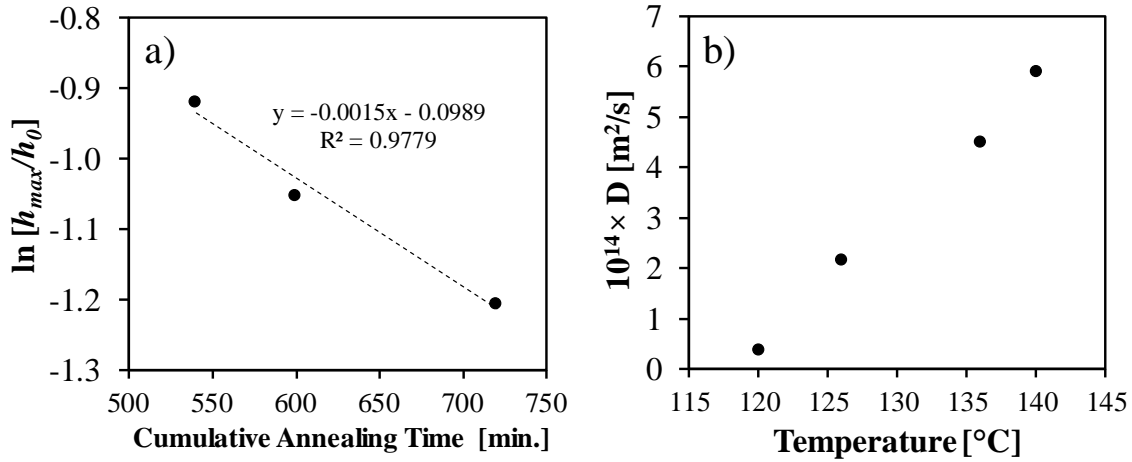 a)
ln [h_max/h_0]
-0.8
-0.9
-1.0
-1.1
-1.2
-1.3
y = -0.0015x - 0.0989
R² = 0.9779
500 550 600 650 700 750
Cumulative Annealing Time [min.]
b)
10¹⁴× D [m²/s]
7
6
5
4
3
2
1
0
115 120 125 130 135 140 145
Temperature [°C]